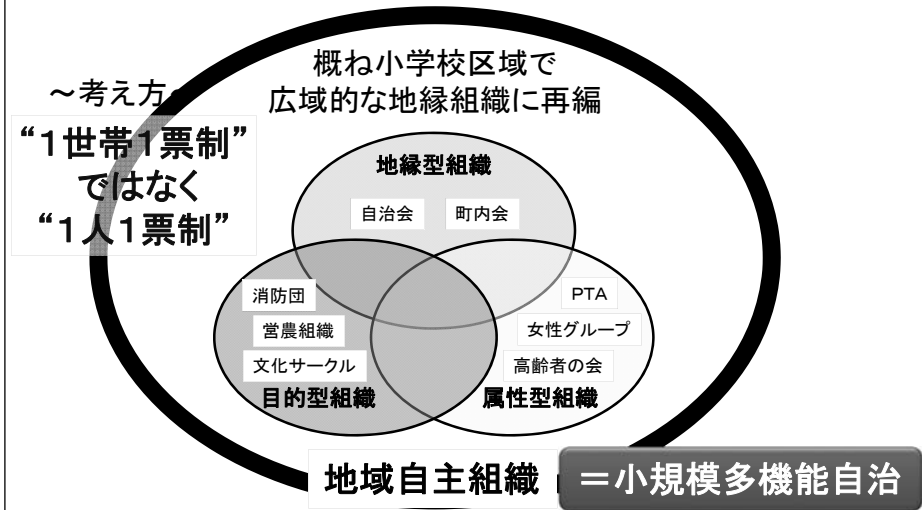 概ね小学校区域で
広域的な地縁組織に再編
～考え方～
“１世帯１票制”
ではなく
“１人１票制”
地縁型組織
自治会
町内会
消防団
営農組織
文化サークル
目的型組織
ＰＴＡ
女性グループ
高齢者の会
属性型組織
地域自主組織
＝小規模多機能自治